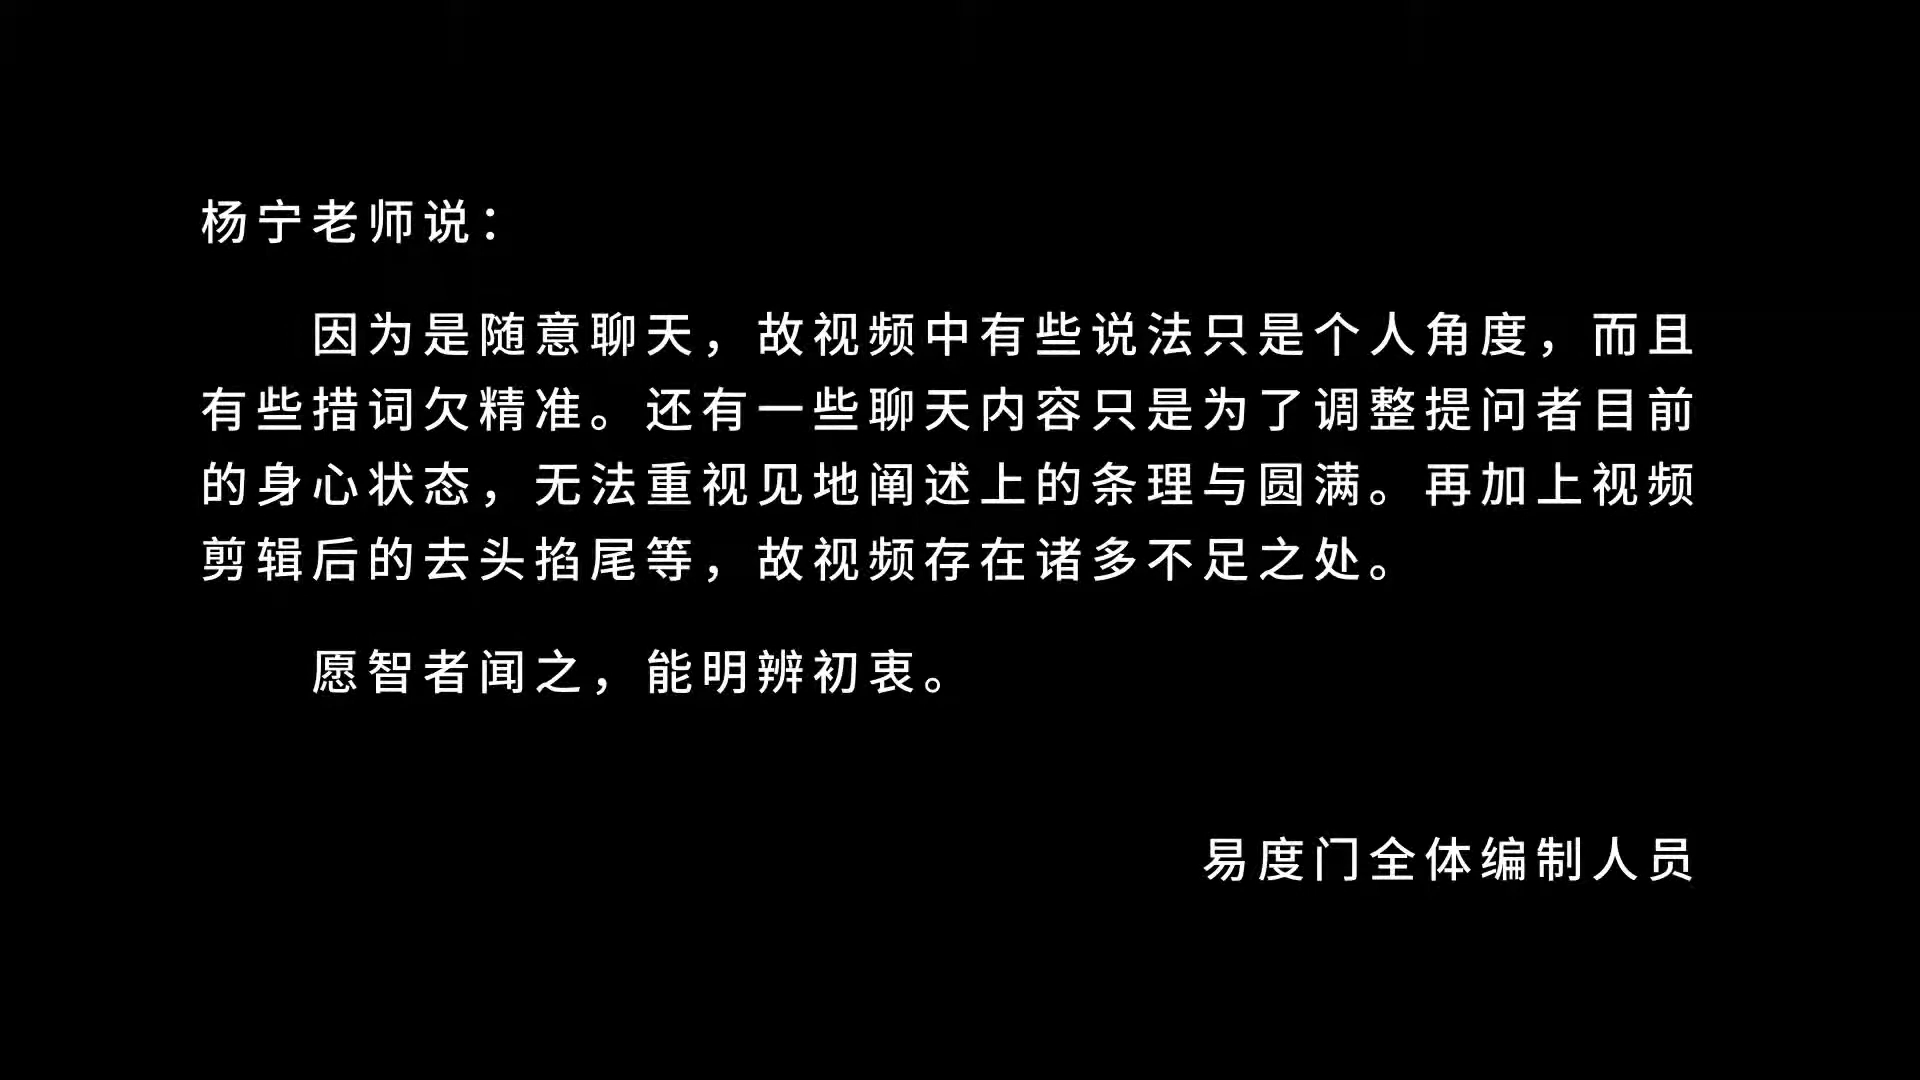 杨宁老师说：
因为是随意聊天，故视频中有些说法只是个人角度，而且
有些措词欠精准。还有一些聊天内容只是为了调整提问者目前
的身心状态，无法重视见地阐述上的条理与圆满。再加上视频
剪辑后的去头掐尾等，故视频存在诸多不足之处。
愿智者闻之，能明辨初衷。
易度门全体编制人员